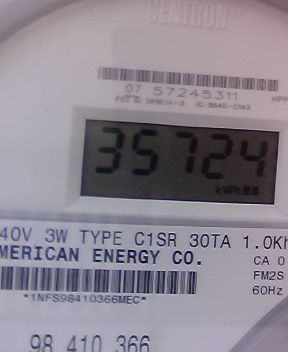 CENTRON®
07 57245311
35724
kWh
40V 3W TYPE C1SR 30TA 1.0Kh
MERICAN ENERGY CO.
CA 0
FM2S
60Hz
*1NFS98410366MEC*
98 410 366